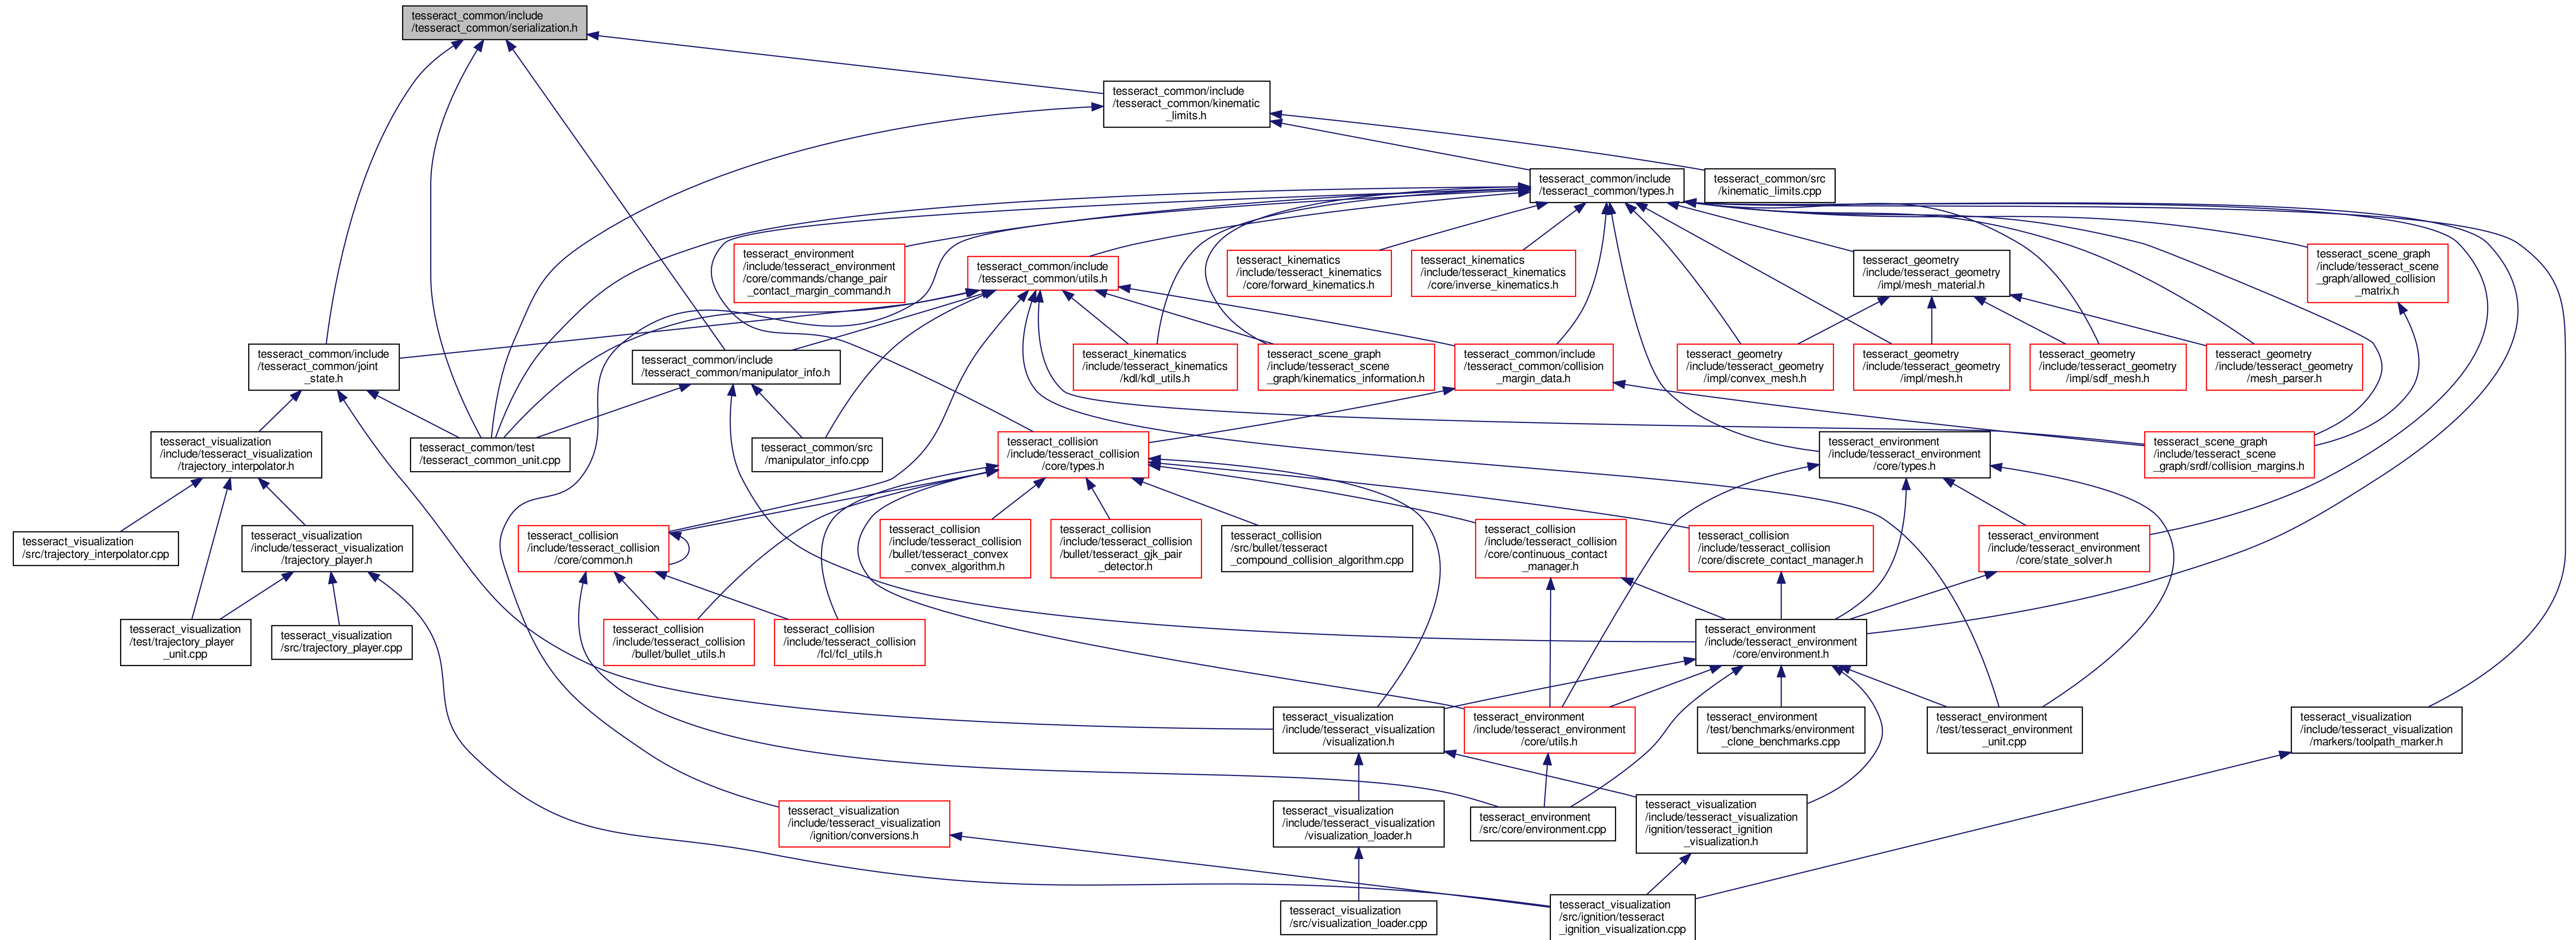 tesseract_common/include
/tesseract_common/serialization.h
tesseract_common/include
/tesseract_common/kinematic
_limits.h
tesseract_common/include
/tesseract_common/types.h
tesseract_common/src
/kinematic_limits.cpp
tesseract_environment
/include/tesseract_environment
/core/commands/change_pair
_contact_margin_command.h
tesseract_common/include
/tesseract_common/utils.h
tesseract_kinematics
/include/tesseract_kinematics
/core/forward_kinematics.h
tesseract_kinematics
/include/tesseract_kinematics
/core/inverse_kinematics.h
tesseract_geometry
/include/tesseract_geometry
/impl/mesh_material.h
tesseract_scene_graph
/include/tesseract_scene
_graph/allowed_collision
_matrix.h
tesseract_common/include
/tesseract_common/joint
_state.h
tesseract_common/include
/tesseract_common/manipulator_info.h
tesseract_kinematics
/include/tesseract_kinematics
/kdl/kdl_utils.h
tesseract_scene_graph
/include/tesseract_scene
_graph/kinematics_information.h
tesseract_common/include
/tesseract_common/collision
_margin_data.h
tesseract_geometry
/include/tesseract_geometry
/impl/convex_mesh.h
tesseract_geometry
/include/tesseract_geometry
/impl/mesh.h
tesseract_geometry
/include/tesseract_geometry
/impl/sdf_mesh.h
tesseract_geometry
/include/tesseract_geometry
/mesh_parser.h
tesseract_visualization
/include/tesseract_visualization
/trajectory_interpolator.h
tesseract_common/test
/tesseract_common_unit.cpp
tesseract_common/src
/manipulator_info.cpp
tesseract_collision
/include/tesseract_collision
/core/types.h
tesseract_environment
/include/tesseract_environment
/core/types.h
tesseract_scene_graph
/include/tesseract_scene
_graph/srdf/collision_margins.h
tesseract_visualization
/src/trajectory_interpolator.cpp
tesseract_visualization
/include/tesseract_visualization
/trajectory_player.h
tesseract_collision
/include/tesseract_collision
/core/common.h
tesseract_collision
/include/tesseract_collision
/bullet/tesseract_convex
_convex_algorithm.h
tesseract_collision
/include/tesseract_collision
/bullet/tesseract_gjk_pair
_detector.h
tesseract_collision
/src/bullet/tesseract
_compound_collision_algorithm.cpp
tesseract_collision
/include/tesseract_collision
/core/continuous_contact
_manager.h
tesseract_collision
/include/tesseract_collision
/core/discrete_contact_manager.h
tesseract_environment
/include/tesseract_environment
/core/state_solver.h
tesseract_visualization
/test/trajectory_player
_unit.cpp
tesseract_visualization
/src/trajectory_player.cpp
tesseract_collision
/include/tesseract_collision
/bullet/bullet_utils.h
tesseract_collision
/include/tesseract_collision
/fcl/fcl_utils.h
tesseract_environment
/include/tesseract_environment
/core/environment.h
tesseract_visualization
/include/tesseract_visualization
/visualization.h
tesseract_environment
/include/tesseract_environment
/core/utils.h
tesseract_environment
/test/benchmarks/environment
_clone_benchmarks.cpp
tesseract_environment
/test/tesseract_environment
_unit.cpp
tesseract_visualization
/include/tesseract_visualization
/markers/toolpath_marker.h
tesseract_visualization
/include/tesseract_visualization
/ignition/conversions.h
tesseract_visualization
/include/tesseract_visualization
/visualization_loader.h
tesseract_environment
/src/core/environment.cpp
tesseract_visualization
/include/tesseract_visualization
/ignition/tesseract_ignition
_visualization.h
tesseract_visualization
/src/visualization_loader.cpp
tesseract_visualization
/src/ignition/tesseract
_ignition_visualization.cpp